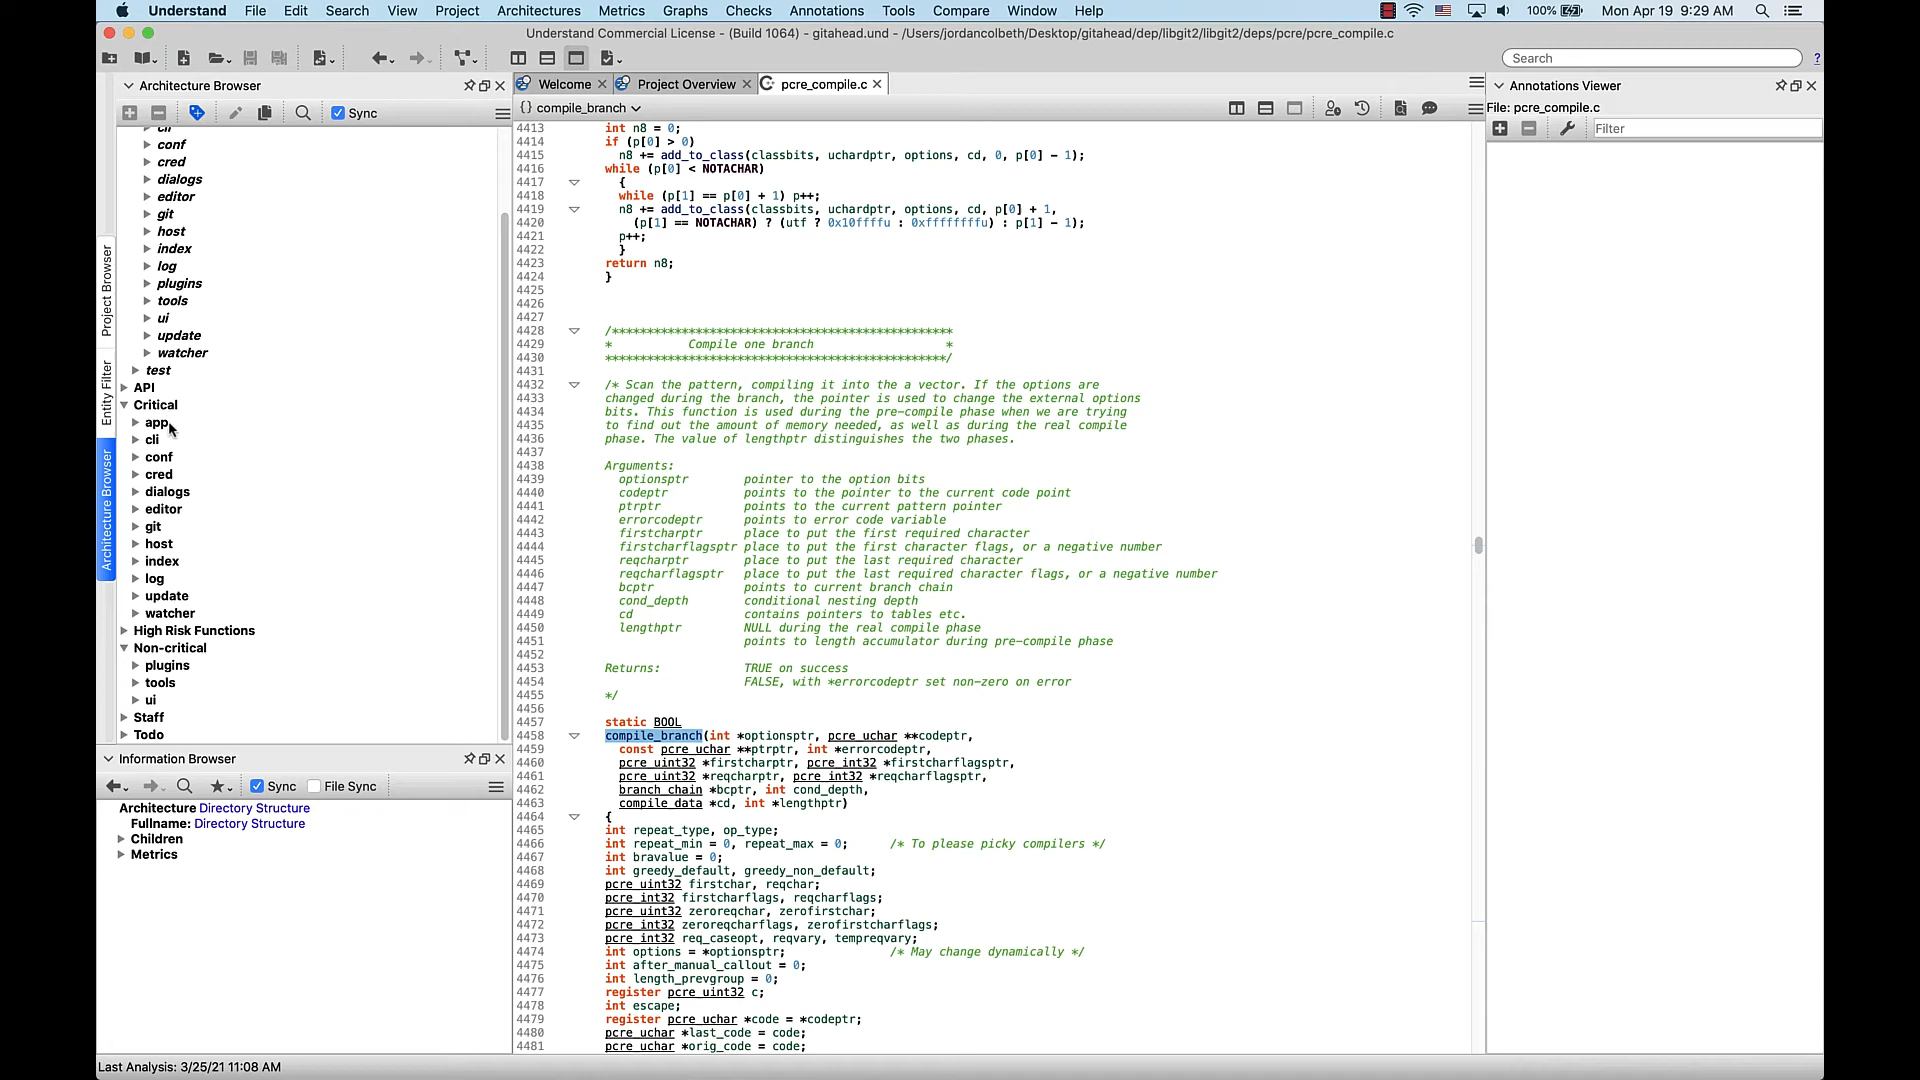 Understand File Edit Search View Project Architectures Metrics Graphs Checks Annotations Tools Compare Window Help 100% Mon Apr 19 9:29 AM
Understand Commercial License - (Build 1064) - gitahead.und - /Users/jordancolbeth/Desktop/gitahead/dep/libgit2/libgit2/deps/pcre/pcre_compile.c
Search ?
Architecture Browser
Sync
cli
conf
cred
dialogs
editor
git
host
index
log
plugins
tools
ui
update
watcher
test
API
Critical
app
cli
conf
cred
dialogs
editor
git
host
index
log
update
watcher
High Risk Functions
Non-critical
plugins
tools
ui
Staff
Todo
Project Browser
Entity Filter
Architecture Browser
Information Browser
Sync File Sync
Architecture Directory Structure
Fullname: Directory Structure
Children
Metrics
Welcome Project Overview pcre_compile.c
{} compile_branch
4413 int n8 = 0;
4414 if (p[0] > 0)
4415 n8 += add_to_class(classbits, uchardptr, options, cd, 0, p[0] - 1);
4416 while (p[0] < NOTACHAR)
4417 {
4418 while (p[1] == p[0] + 1) p++;
4419 n8 += add_to_class(classbits, uchardptr, options, cd, p[0] + 1,
4420 (p[1] == NOTACHAR) ? (utf ? 0x10ffffu : 0xffffffffu) : p[1] - 1);
4421 p++;
4422 }
4423 return n8;
4424 }
4425
4426
4427
4428 /*************************************************
4429 * Compile one branch *
4430 *************************************************/
4431
4432 /* Scan the pattern, compiling it into the a vector. If the options are
4433 changed during the branch, the pointer is used to change the external options
4434 bits. This function is used during the pre-compile phase when we are trying
4435 to find out the amount of memory needed, as well as during the real compile
4436 phase. The value of lengthptr distinguishes the two phases.
4437
4438 Arguments:
4439 optionsptr pointer to the option bits
4440 codeptr points to the pointer to the current code point
4441 ptrptr points to the current pattern pointer
4442 errorcodeptr points to error code variable
4443 firstcharptr place to put the first required character
4444 firstcharflagsptr place to put the first character flags, or a negative number
4445 reqcharptr place to put the last required character
4446 reqcharflagsptr place to put the last required character flags, or a negative number
4447 bcptr points to current branch chain
4448 cond_depth conditional nesting depth
4449 cd contains pointers to tables etc.
4450 lengthptr NULL during the real compile phase
4451 points to length accumulator during pre-compile phase
4452
4453 Returns: TRUE on success
4454 FALSE, with *errorcodeptr set non-zero on error
4455 */
4456
4457 static BOOL
4458 compile_branch(int *optionsptr, pcre_uchar **codeptr,
4459 const pcre_uchar **ptrptr, int *errorcodeptr,
4460 pcre_uint32 *firstcharptr, pcre_int32 *firstcharflagsptr,
4461 pcre_uint32 *reqcharptr, pcre_int32 *reqcharflagsptr,
4462 branch_chain *bcptr, int cond_depth,
4463 compile_data *cd, int *lengthptr)
4464 {
4465 int repeat_type, op_type;
4466 int repeat_min = 0, repeat_max = 0; /* To please picky compilers */
4467 int bravalue = 0;
4468 int greedy_default, greedy_non_default;
4469 pcre_uint32 firstchar, reqchar;
4470 pcre_int32 firstcharflags, reqcharflags;
4471 pcre_uint32 zeroreqchar, zerofirstchar;
4472 pcre_int32 zeroreqcharflags, zerofirstcharflags;
4473 pcre_int32 req_caseopt, reqvary, tempreqvary;
4474 int options = *optionsptr; /* May change dynamically */
4475 int after_manual_callout = 0;
4476 int length_prevgroup = 0;
4477 register pcre_uint32 c;
4478 int escape;
4479 register pcre_uchar *code = *codeptr;
4480 pcre_uchar *last_code = code;
4481 pcre_uchar *orig_code = code;
Annotations Viewer
File: pcre_compile.c
Filter
Last Analysis: 3/25/21 11:08 AM